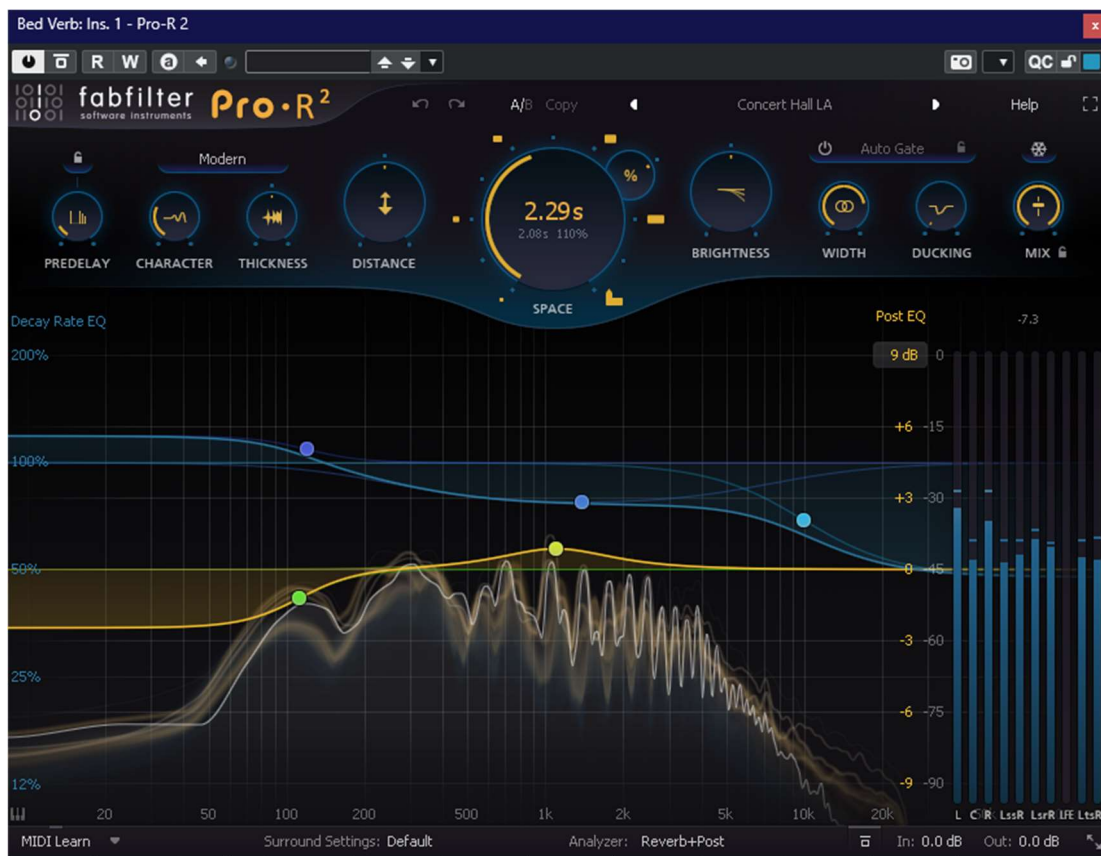 Bed Verb: Ins. 1 - Pro-R 2
x
R W a QC
fabfilter Pro·R 2
software instruments
A/B Copy Concert Hall LA Help
Modern % Auto Gate
2.29s
2.08s 110%
PREDELAY CHARACTER THICKNESS DISTANCE SPACE BRIGHTNESS WIDTH DUCKING MIX
Decay Rate EQ Post EQ -7.3
200% 9 dB 0
+6 -15
100%
+3 -30
50% 0 -45
-3 -60
25%
-6 -75
12% -9 -90
20 50 100 200 500 1k 2k 5k 10k 20k L C R LssR LsrR LFE LtsR
MIDI Learn Surround Settings: Default Analyzer: Reverb+Post In: 0.0 dB Out: 0.0 dB